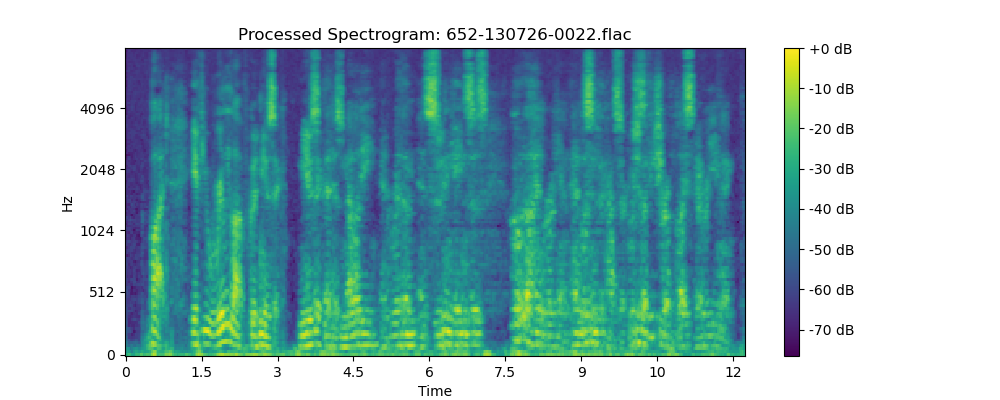 Processed Spectrogram: 652-130726-0022.flac
Hz
4096
2048
1024
512
0
0 1.5 3 4.5 6 7.5 9 10 12
Time
+0 dB
-10 dB
-20 dB
-30 dB
-40 dB
-50 dB
-60 dB
-70 dB